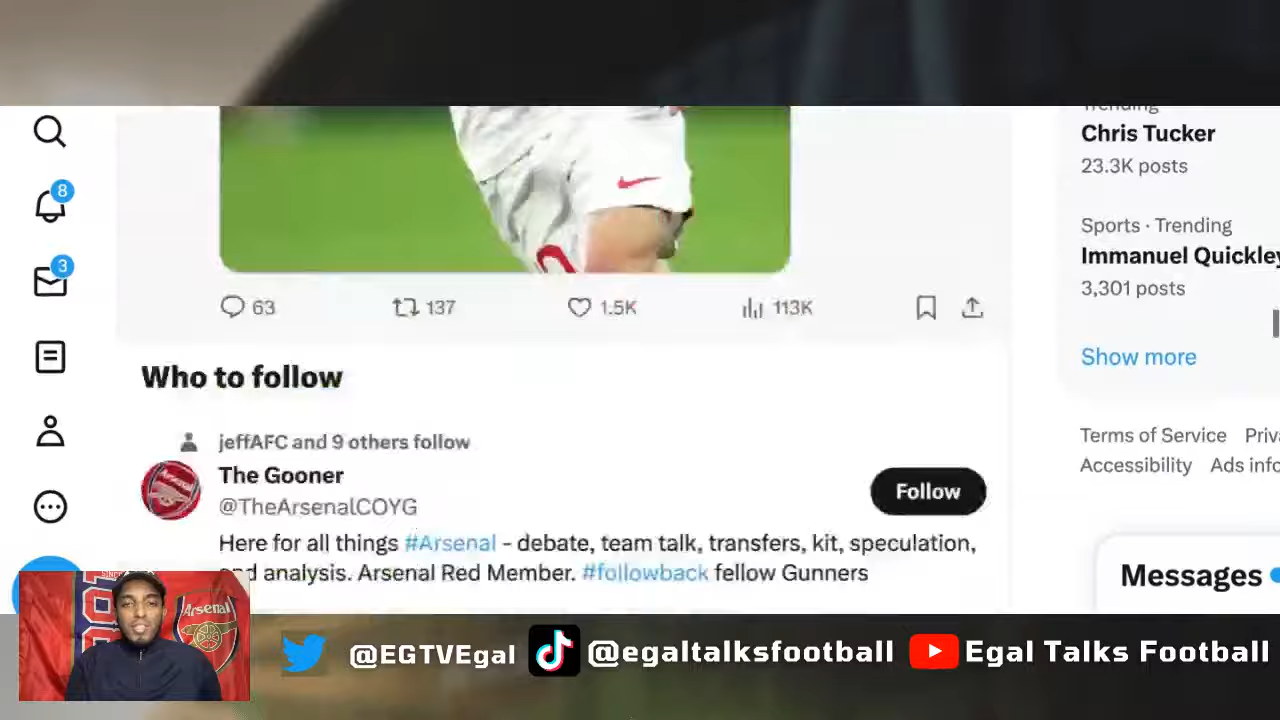 Trending
Chris Tucker
23.3K posts
Sports · Trending
Immanuel Quickley
3,301 posts
Show more
8
3
63
137
1.5K
113K
Who to follow
jeffAFC and 9 others follow
The Gooner
@TheArsenalCOYG
Follow
Here for all things #Arsenal - debate, team talk, transfers, kit, speculation,
and analysis. Arsenal Red Member. #followback fellow Gunners
Terms of Service
Accessibility Ads info
Messages
Arsenal
@EGTVEgal
@egaltalksfootball
Egal Talks Football